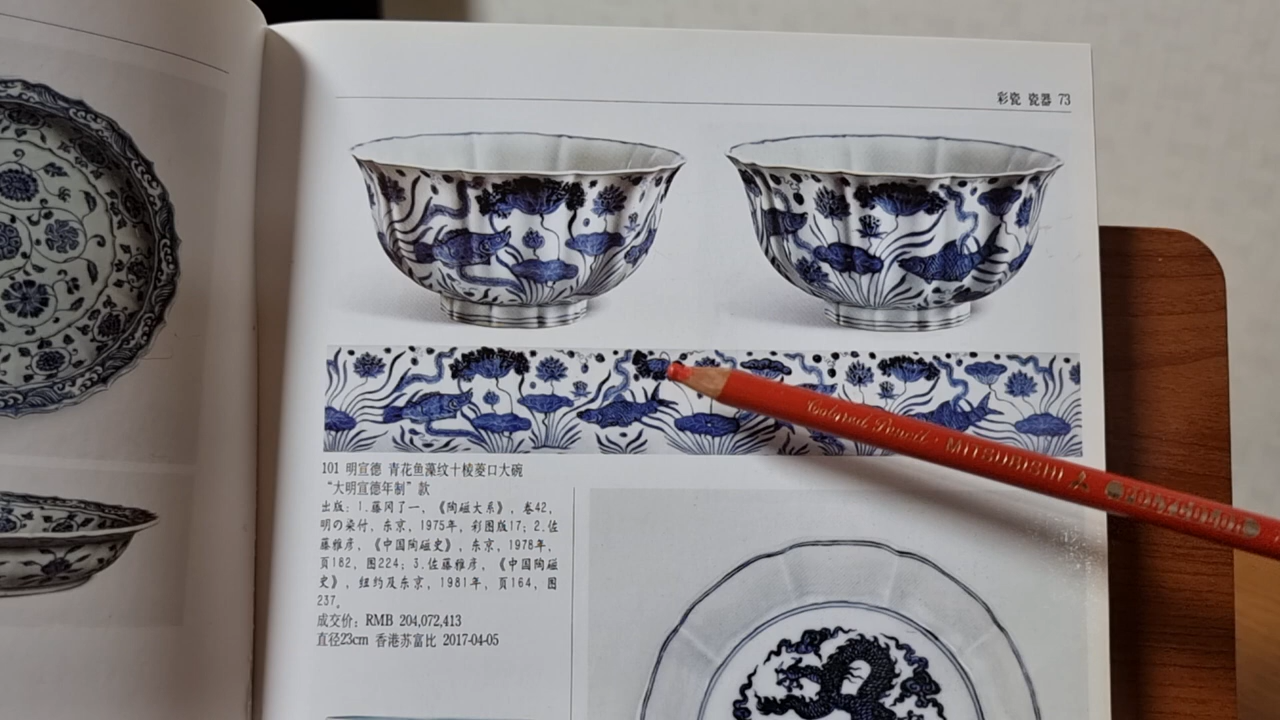 彩瓷 瓷器 73
101 明宣德 青花鱼藻纹十棱菱口大碗
“大明宣德年制”款
出版：1.藤冈了一，《陶磁大系》，卷42，
明の染付，东京，1975年，彩图版17；2.佐
藤雅彦，《中国陶磁史》，东京，1978年，
页182，图224；3.佐藤雅彦，《中国陶磁
史》，纽约及东京，1981年，页164，图
237。
成交价：RMB 204,072,413
直径23cm 香港苏富比 2017-04-05
Colored Pencil · MITSUBISHI POLYCOLOR